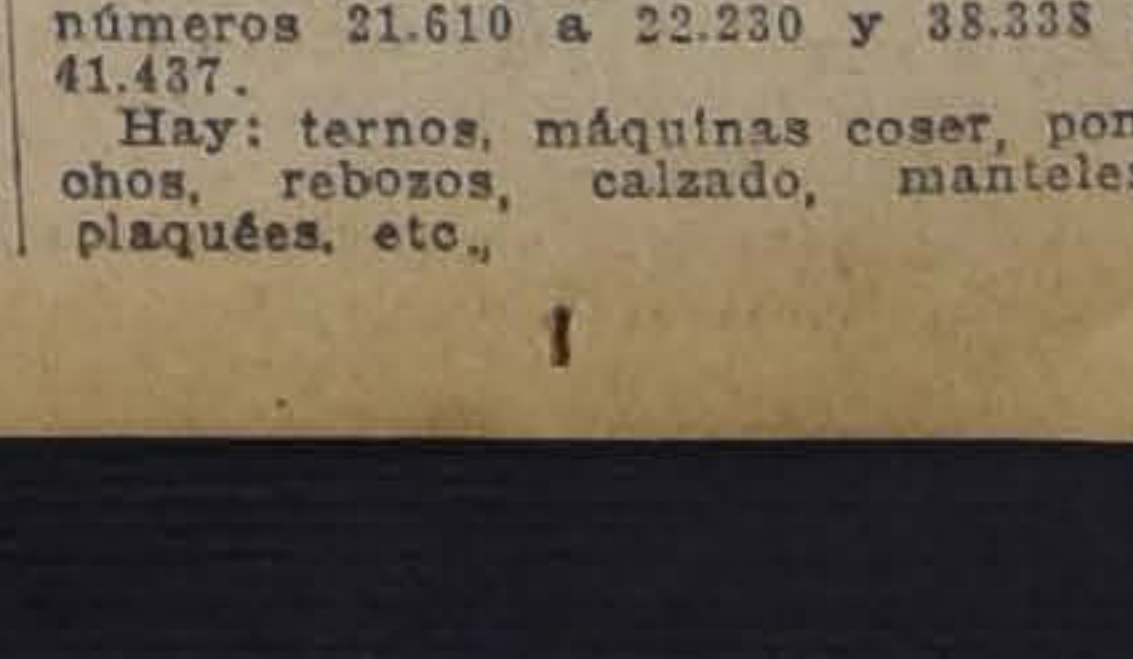 números 21.610 a 22.230 y 38.338
41.437.
Hay: ternos, máquinas coser, pon
chos, rebozos, calzado, manteles
plaquées, etc.,